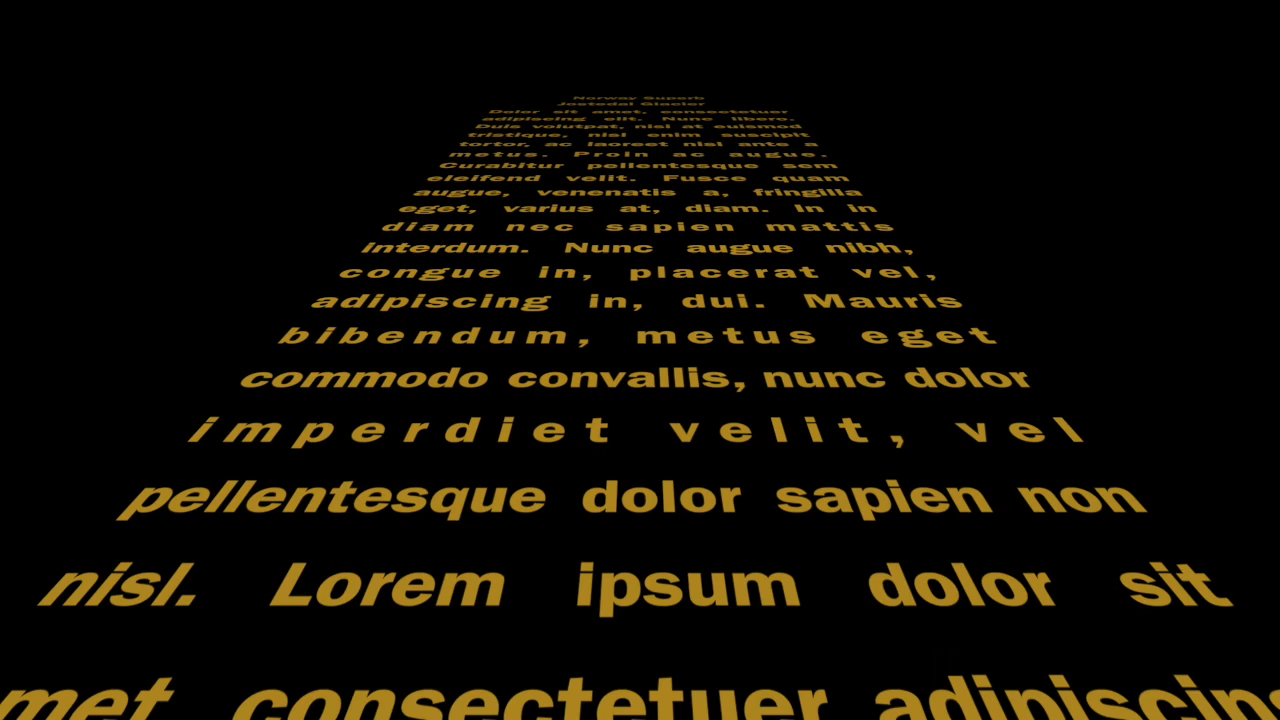 Norway Superb
Jostedal Glacier
Dolor sit amet, consectetuer
adipiscing elit. Nunc libero.
Duis volutpat, nisl at euismod
tristique, nisl enim suscipit
tortor, ac laoreet nisl ante a
metus. Proin ac augue.
Curabitur pellentesque sem
eleifend velit. Fusce quam
augue, venenatis a, fringilla
eget, varius at, diam. In in
diam nec sapien mattis
interdum. Nunc augue nibh,
congue in, placerat vel,
adipiscing in, dui. Mauris
bibendum, metus eget
commodo convallis, nunc dolor
imperdiet velit, vel
pellentesque dolor sapien non
nisl. Lorem ipsum dolor sit
met consectetuer adipiscing